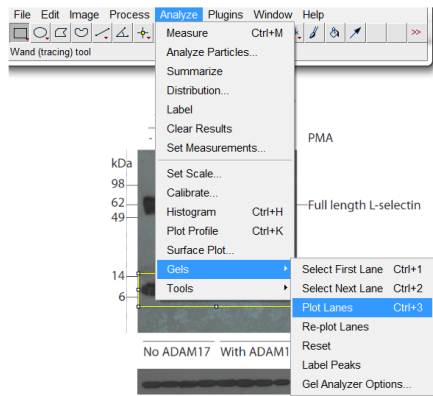 File Edit Image Process Analyze Plugins Window Help
>>
Wand (tracing) tool
Measure Ctrl+M
Analyze Particles...
Summarize
Distribution...
Label
Clear Results
Set Measurements...
Set Scale...
Calibrate...
Histogram Ctrl+H
Plot Profile Ctrl+K
Surface Plot...
Gels
Tools
Select First Lane Ctrl+1
Select Next Lane Ctrl+2
Plot Lanes Ctrl+3
Re-plot Lanes
Reset
Label Peaks
Gel Analyzer Options...
- PMA
kDa
98
62 Full length L-selectin
49
14
6
No ADAM17 With ADAM1